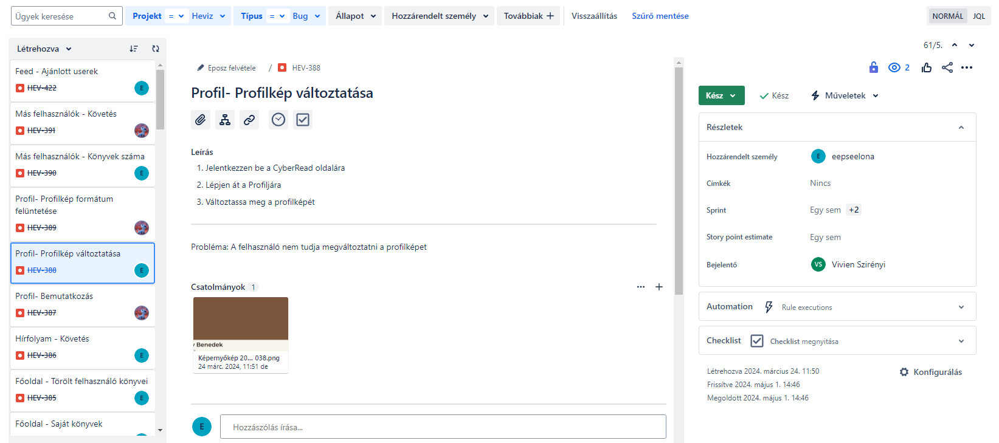 Ügyek keresése
Projekt = Heviz
Típus = Bug
Állapot
Hozzárendelt személy
Továbbiak
Visszaállítás
Szűrő mentése
NORMÁL JQL
Létrehozva
Feed - Ajánlott userek
HEV-422
E
Más felhasználók - Követés
HEV-391
Más felhasználók - Könyvek száma
HEV-390
E
Profil- Profilkép formátum
felüntetése
HEV-389
Profil- Profilkép változtatása
HEV-388
E
Profil- Bemutatkozás
HEV-387
Hírfolyam - Követés
HEV-386
E
Főoldal - Törölt felhasználó könyvei
HEV-385
E
Főoldal - Saját könyvek
Eposz felvétele / HEV-388
Profil- Profilkép változtatása
Leírás
1. Jelentkezzen be a CyberRead oldalára
2. Lépjen át a Profiljára
3. Változtassa meg a profilképét
Probléma: A felhasználó nem tudja megváltoztatni a profilképet
Csatolmányok 1
Benedek
Képernyőkép 20... 038.png
24 márc. 2024, 11:51 de
E
Hozzászólás írása...
61/5.
2
Kész
Kész
Műveletek
Részletek
Hozzárendelt személy
E eepseelona
Címkék
Nincs
Sprint
Egy sem +2
Story point estimate
Egy sem
Bejelentő
VS Vivien Szirényi
Automation Rule executions
Checklist Checklist megnyitása
Létrehozva 2024. március 24. 11:50
Frissítve 2024. május 1. 14:46
Megoldott 2024. május 1. 14:46
Konfigurálás